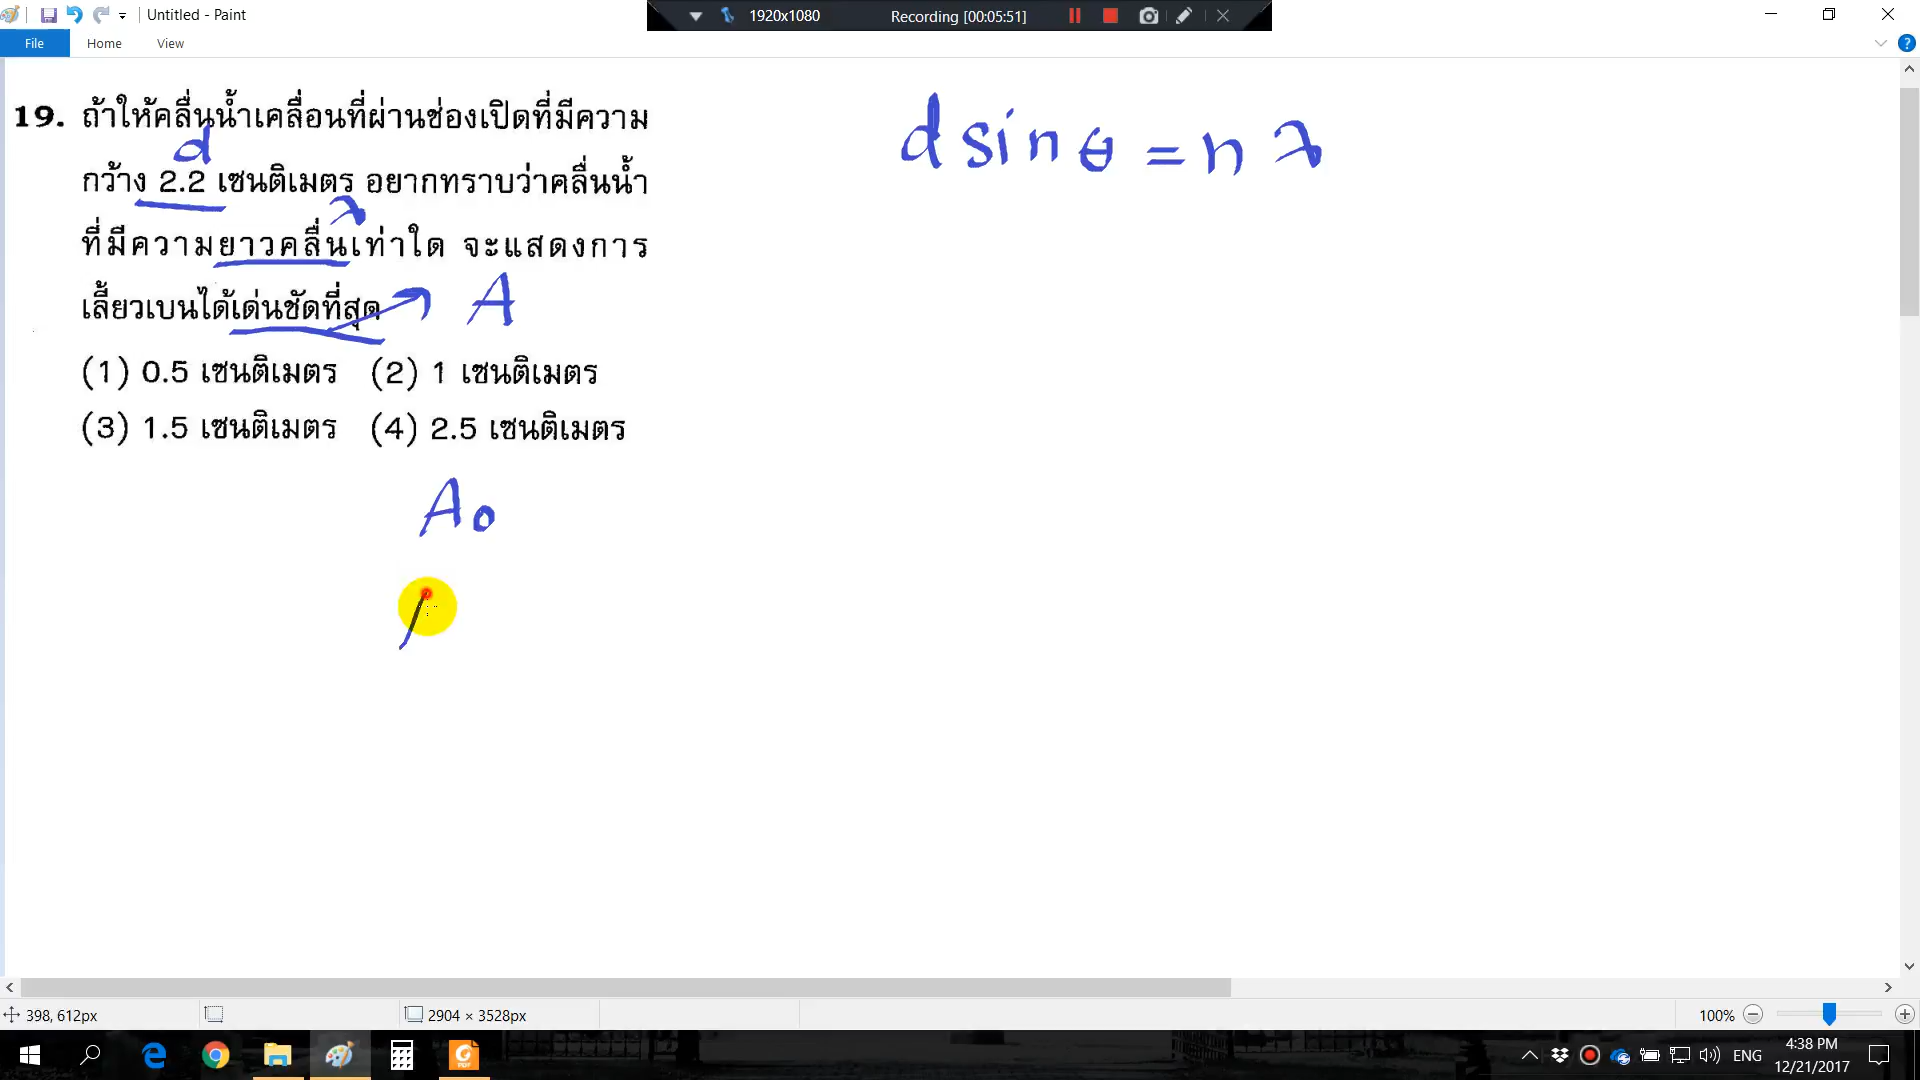 Untitled - Paint
1920x1080
Recording [00:05:51]
File
Home
View
19. ถ้าให้คลื่นน้ำเคลื่อนที่ผ่านช่องเปิดที่มีความ
d
กว้าง 2.2 เซนติเมตร อยากทราบว่าคลื่นน้ำ
λ
ที่มีความยาวคลื่นเท่าใด จะแสดงการ
เลี้ยวเบนได้เด่นชัดที่สุด
A
(1) 0.5 เซนติเมตร (2) 1 เซนติเมตร
(3) 1.5 เซนติเมตร (4) 2.5 เซนติเมตร
d sin θ = n λ
A0
398, 612px
2904 × 3528px
100%
ENG
4:38 PM
12/21/2017